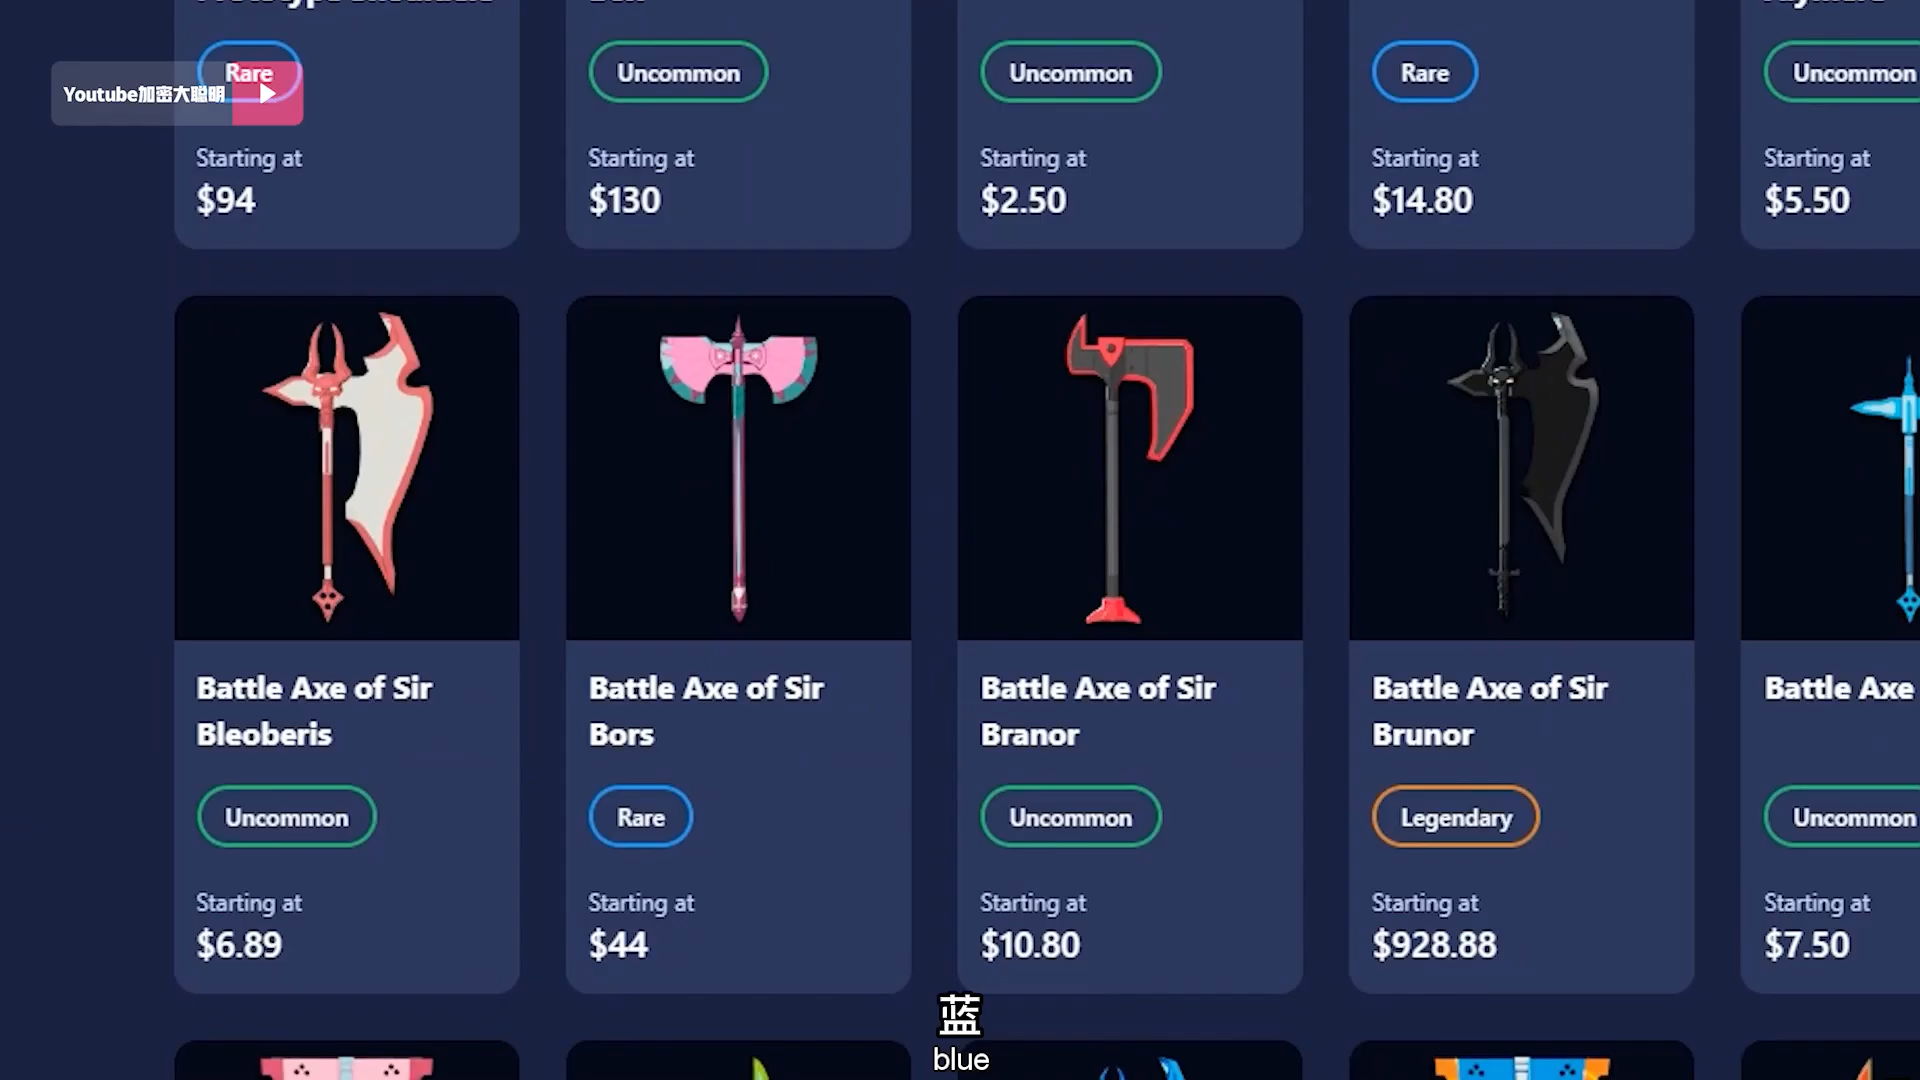 Rare
Uncommon
Uncommon
Rare
Uncommon
Youtube加密大聪明
Starting at
Starting at
Starting at
Starting at
Starting at
$94
$130
$2.50
$14.80
$5.50
Battle Axe of Sir
Bleoberis
Battle Axe of Sir
Bors
Battle Axe of Sir
Branor
Battle Axe of Sir
Brunor
Battle Axe
Uncommon
Rare
Uncommon
Legendary
Uncommon
Starting at
Starting at
Starting at
Starting at
Starting at
$6.89
$44
$10.80
$928.88
$7.50
蓝
blue